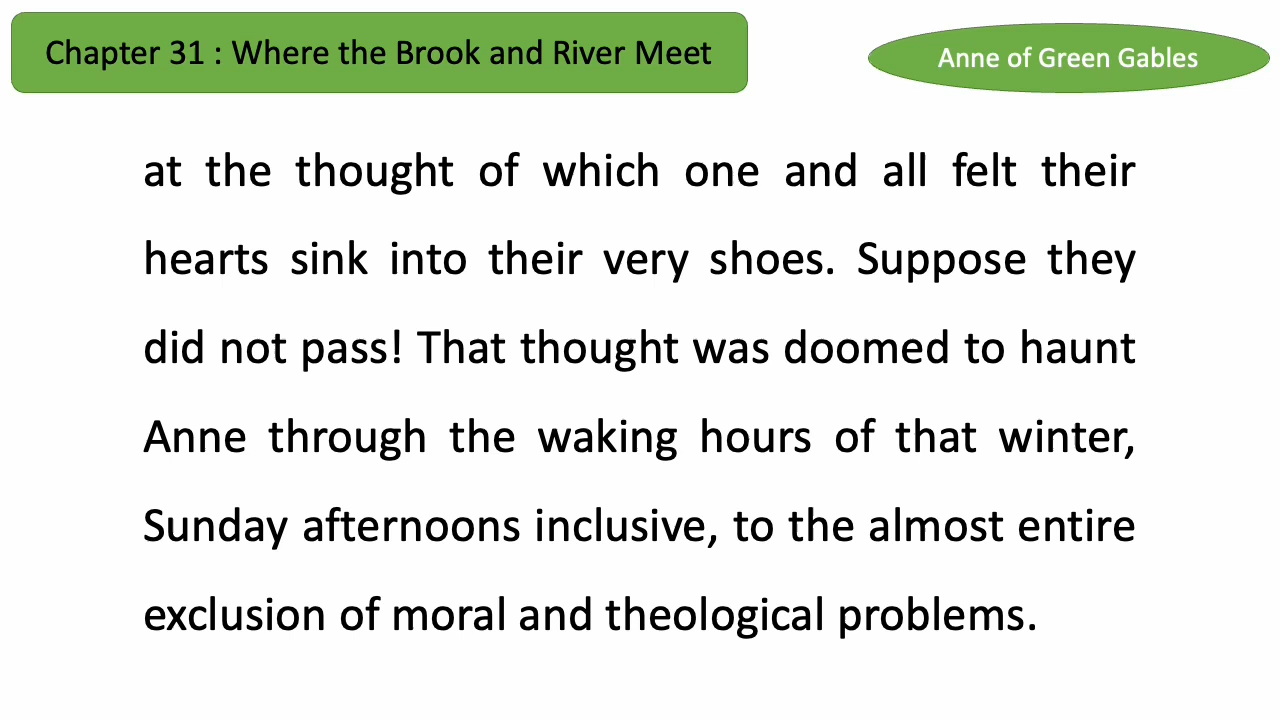 Chapter 31 : Where the Brook and River Meet
Anne of Green Gables
at the thought of which one and all felt their
hearts sink into their very shoes. Suppose they
did not pass! That thought was doomed to haunt
Anne through the waking hours of that winter,
Sunday afternoons inclusive, to the almost entire
exclusion of moral and theological problems.